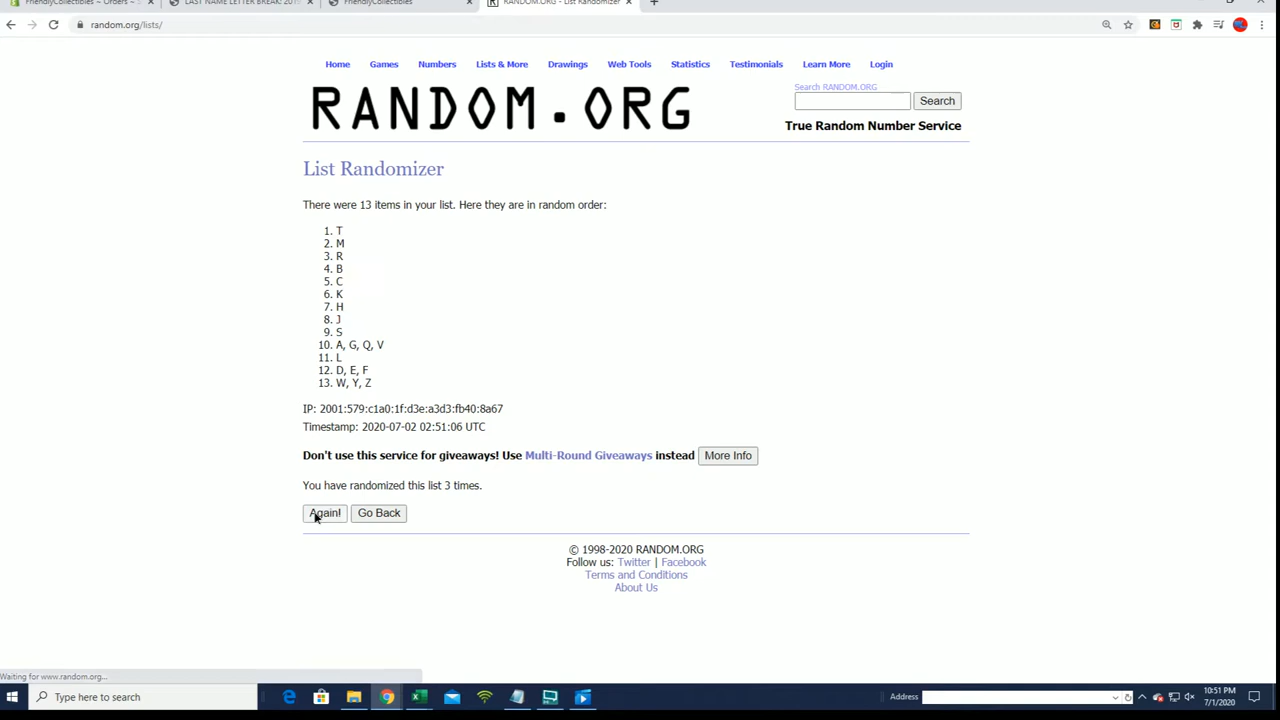 FriendlyCollectibles ~ Orders ~
LAST NAME LETTER BREAK:
FriendlyCollectibles
RANDOM.ORG - List Randomizer
random.org/lists/
Home Games Numbers Lists & More Drawings Web Tools Statistics Testimonials Learn More Login
Search RANDOM.ORG
RANDOM.ORG
Search
True Random Number Service
List Randomizer
There were 13 items in your list. Here they are in random order:
1. T
2. M
3. R
4. B
5. C
6. K
7. H
8. J
9. S
10. A, G, Q, V
11. L
12. D, E, F
13. W, Y, Z
IP: 2001:579:c1a0:1f:d3e:a3d3:fb40:8a67
Timestamp: 2020-07-02 02:51:06 UTC
Don't use this service for giveaways! Use Multi-Round Giveaways instead More Info
You have randomized this list 3 times.
Again! Go Back
© 1998-2020 RANDOM.ORG
Follow us: Twitter | Facebook
Terms and Conditions
About Us
Waiting for www.random.org...
Type here to search
Address
10:51 PM
7/1/2020